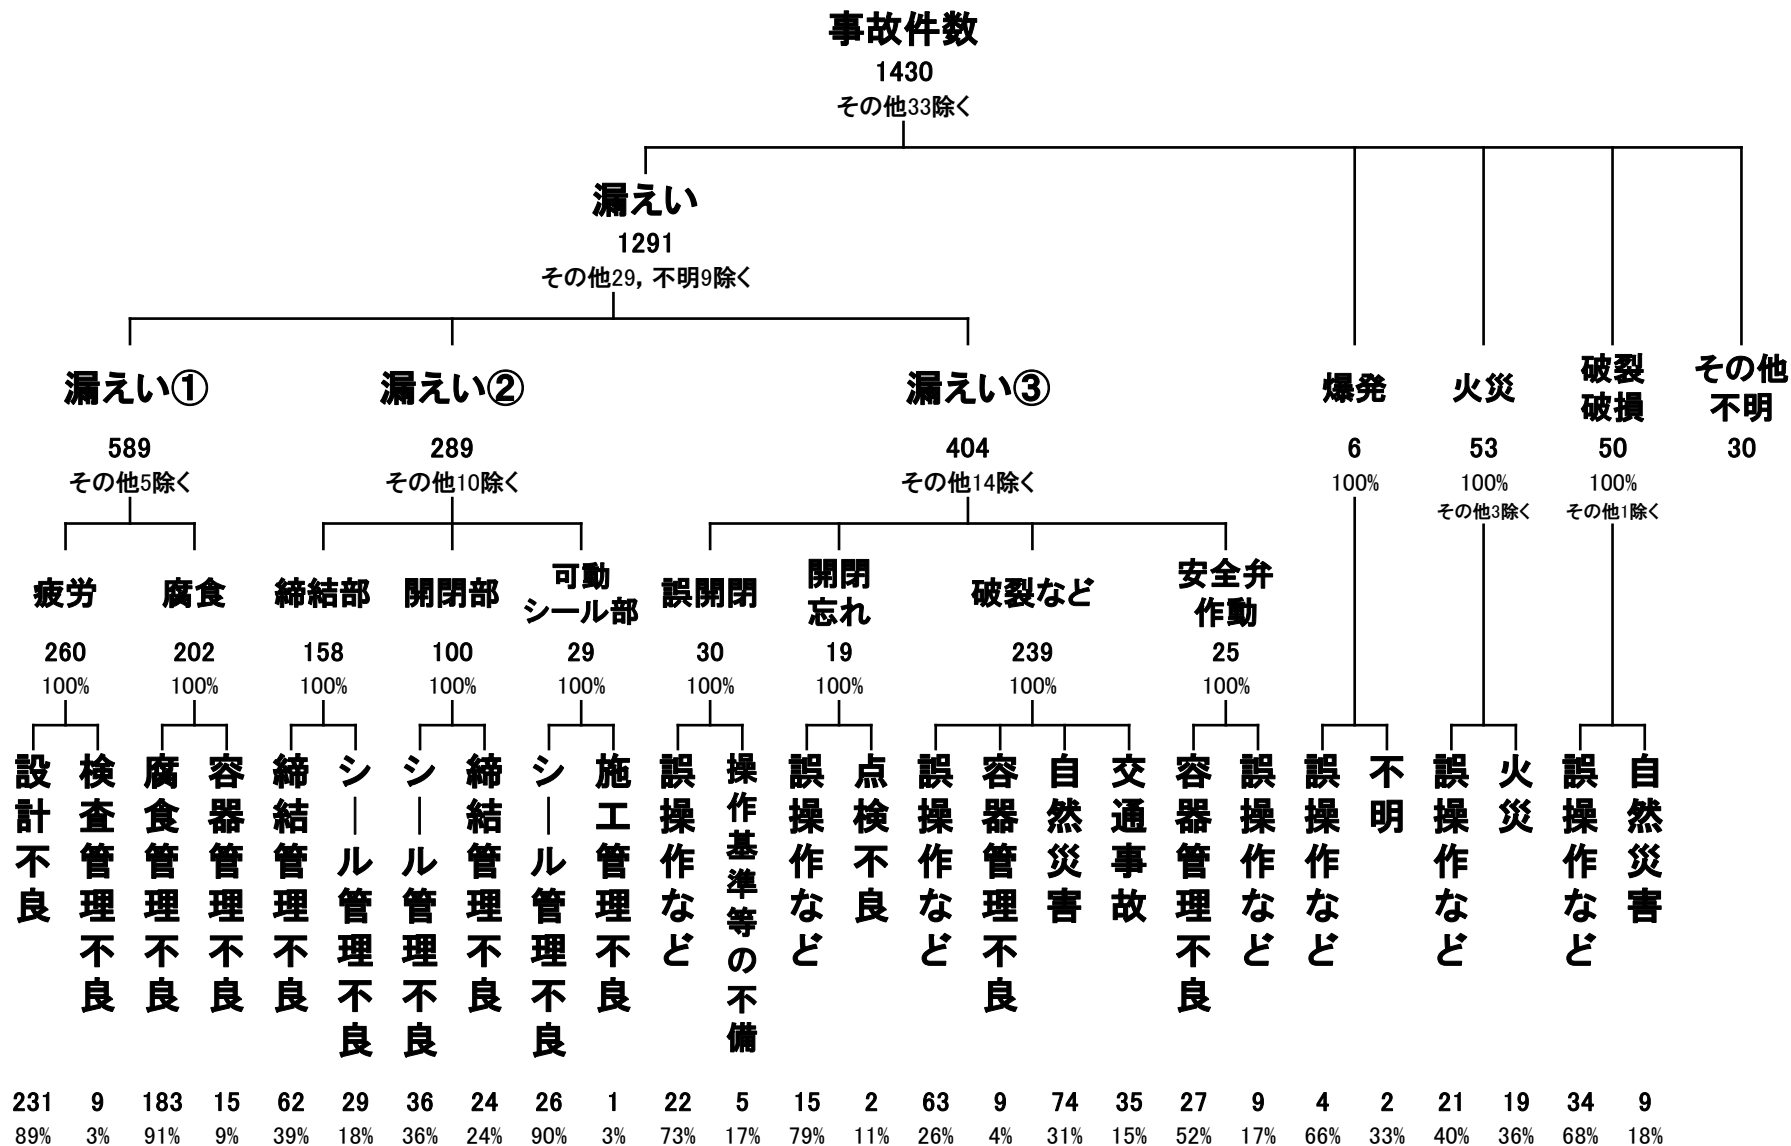 事故件数
1430
その他33除く
漏えい
1291
その他29, 不明9除く
漏えい①
漏えい②
漏えい③
爆発
火災
破裂
破損
その他
不明
589
289
404
6
53
50
30
その他5除く
その他10除く
その他14除く
100%
100%
100%
その他3除く
その他1除く
疲労
腐食
締結部
開閉部
可動
シール部
誤開閉
開閉
忘れ
破裂など
安全弁
作動
260
202
158
100
29
30
19
239
25
100%
100%
100%
100%
100%
100%
100%
100%
100%
設計不良
検査管理不良
腐食管理不良
容器管理不良
締結管理不良
シール管理不良
シール管理不良
締結管理不良
シール管理不良
施工管理不良
誤操作など
操作基準等の不備
誤操作など
点検不良
誤操作など
容器管理不良
自然災害
交通事故
容器管理不良
誤操作など
誤操作など
不明
誤操作など
火災
誤操作など
自然災害
231 9 183 15 62 29 36 24 26 1 22 5 15 2 63 9 74 35 27 9 4 2 21 19 34 9
89% 3% 91% 9% 39% 18% 36% 24% 90% 3% 73% 17% 79% 11% 26% 4% 31% 15% 52% 17% 66% 33% 40% 36% 68% 18%